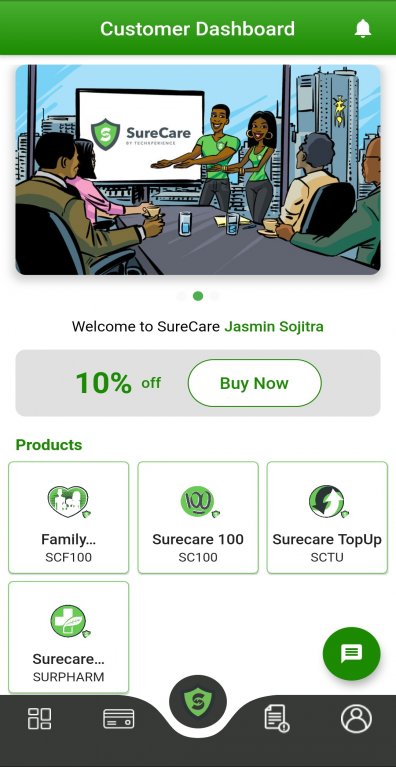 Customer Dashboard
SureCare
BY TECHXPERIENCE
Welcome to SureCare Jasmin Sojitra
10% off Buy Now
Products
Family...
SCF100
100
Surecare 100
SC100
Surecare TopUp
SCTU
Surecare...
SURPHARM